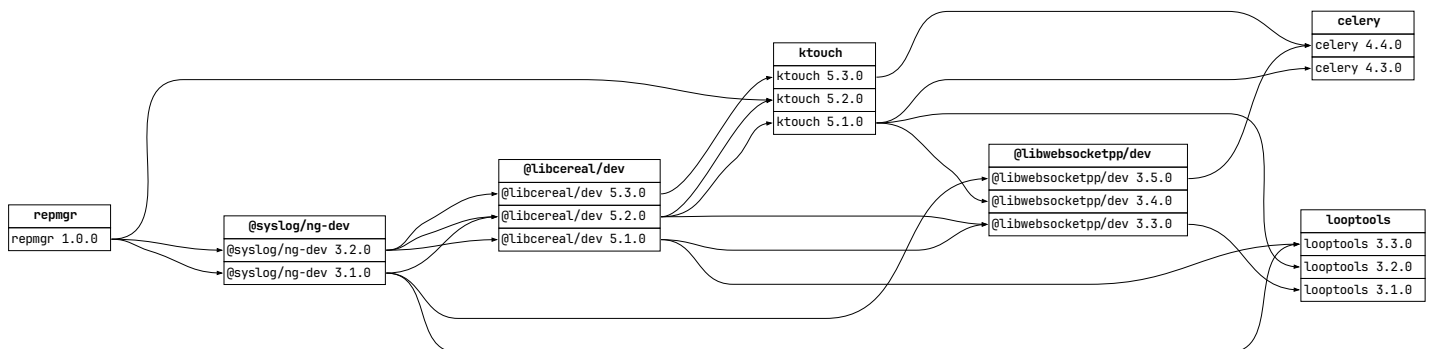 repmgr
repmgr 1.0.0
@syslog/ng-dev
@syslog/ng-dev 3.2.0
@syslog/ng-dev 3.1.0
@libcereal/dev
@libcereal/dev 5.3.0
@libcereal/dev 5.2.0
@libcereal/dev 5.1.0
ktouch
ktouch 5.3.0
ktouch 5.2.0
ktouch 5.1.0
@libwebsocketpp/dev
@libwebsocketpp/dev 3.5.0
@libwebsocketpp/dev 3.4.0
@libwebsocketpp/dev 3.3.0
celery
celery 4.4.0
celery 4.3.0
looptools
looptools 3.3.0
looptools 3.2.0
looptools 3.1.0